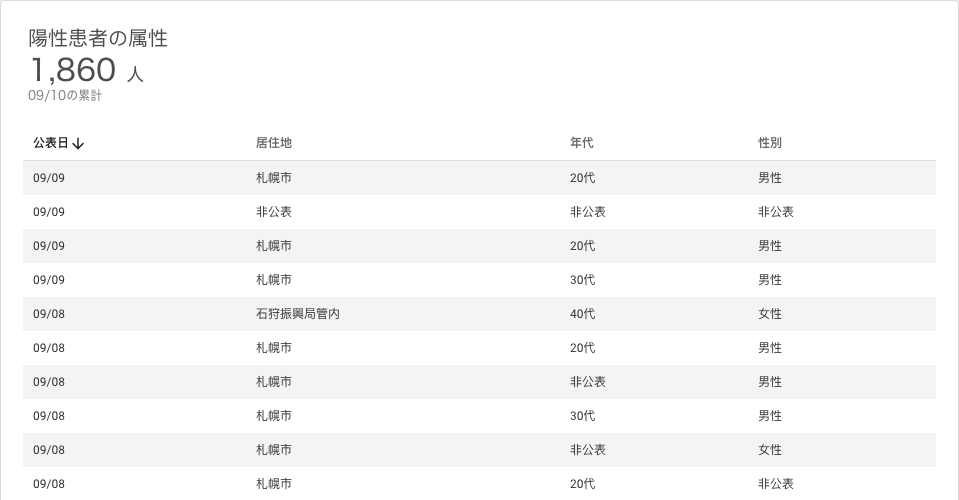 陽性患者の属性
1,860 人
09/10の累計
公表日↓ 居住地 年代 性別
09/09 札幌市 20代 男性
09/09 非公表 非公表 非公表
09/09 札幌市 20代 男性
09/09 札幌市 30代 男性
09/08 石狩振興局管内 40代 女性
09/08 札幌市 20代 男性
09/08 札幌市 非公表 男性
09/08 札幌市 30代 男性
09/08 札幌市 非公表 女性
09/08 札幌市 20代 非公表